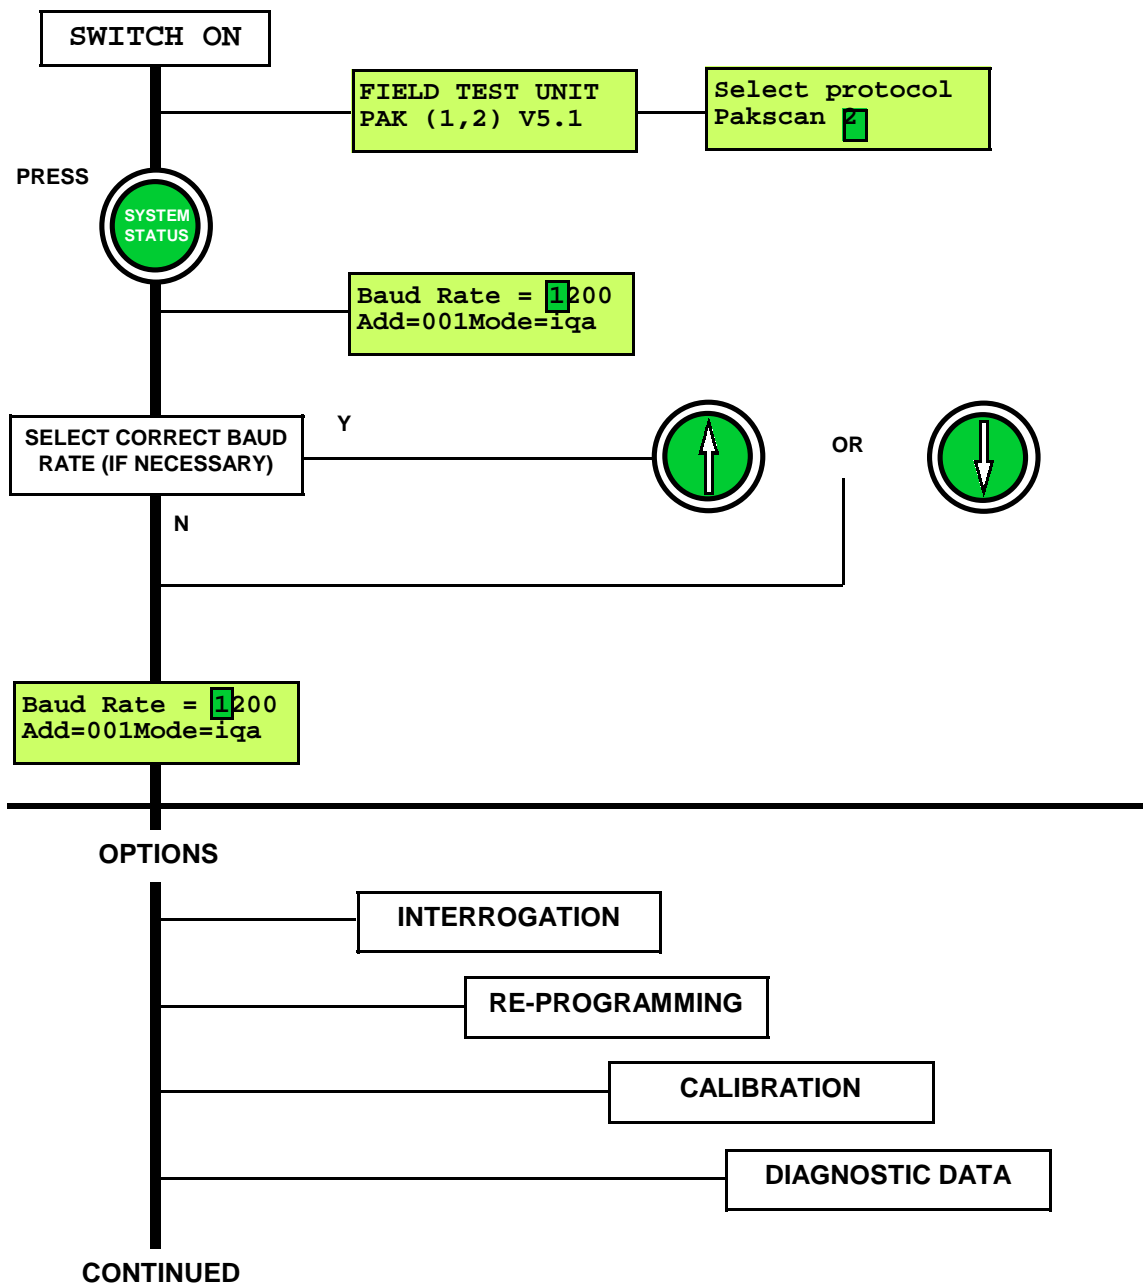 SWITCH ON
FIELD TEST UNIT
PAK (1,2) V5.1
Select protocol
Pakscan 2
PRESS
SYSTEM
STATUS
Baud Rate = 1200
Add=001Mode=iqa
SELECT CORRECT BAUD
RATE (IF NECESSARY)
Y
OR
N
Baud Rate = 1200
Add=001Mode=iqa
OPTIONS
INTERROGATION
RE-PROGRAMMING
CALIBRATION
DIAGNOSTIC DATA
CONTINUED